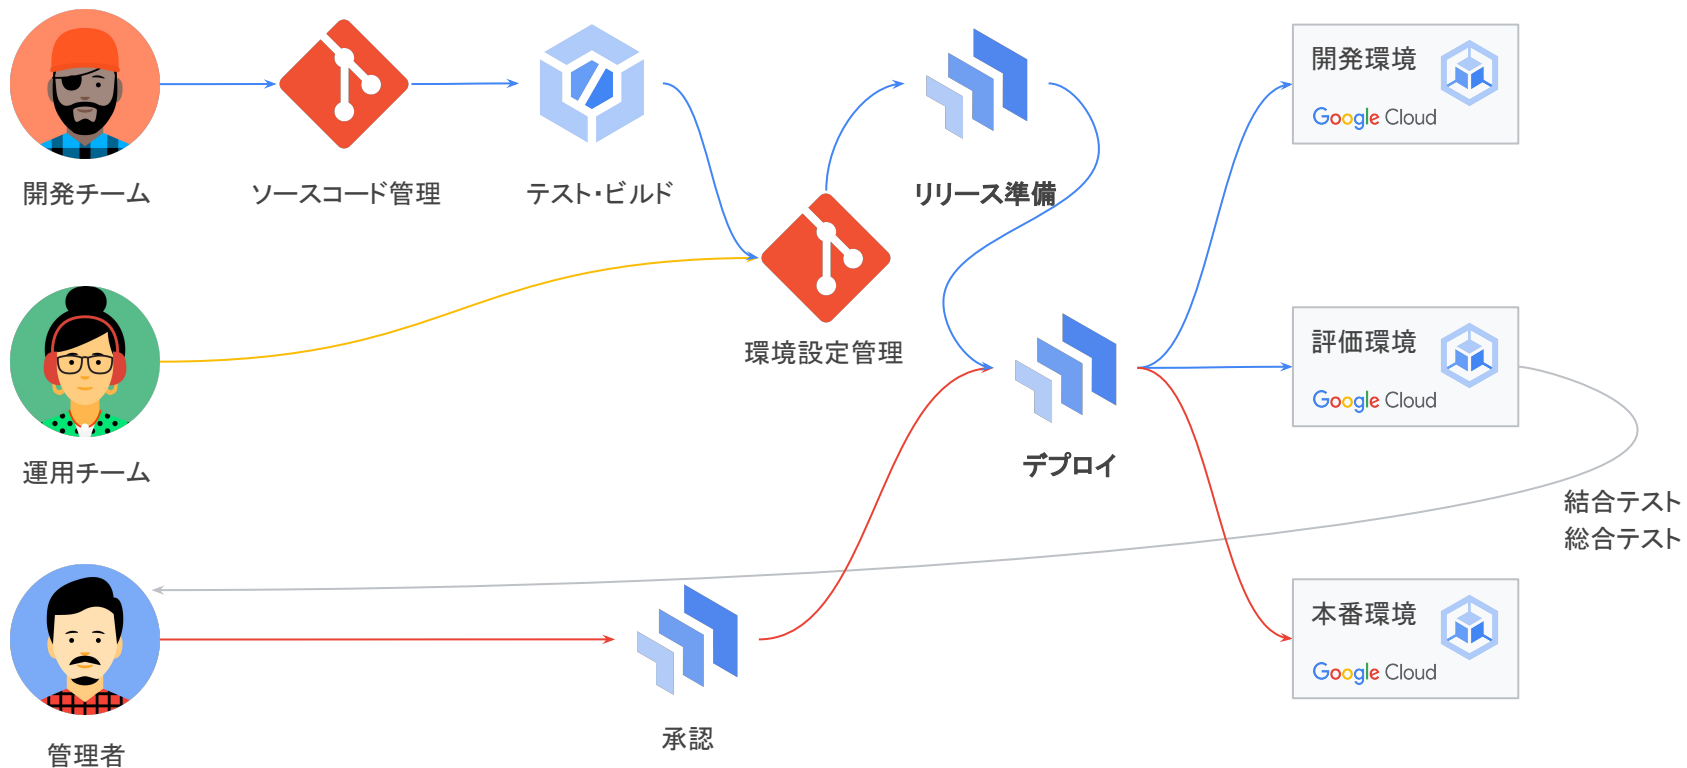 開発チーム
ソースコード管理
テスト・ビルド
リリース準備
開発環境
Google Cloud
環境設定管理
運用チーム
デプロイ
評価環境
Google Cloud
結合テスト
総合テスト
管理者
承認
本番環境
Google Cloud